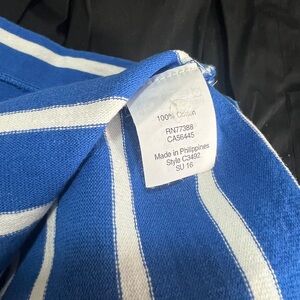 100% Cotton
RN77388
CA56445
Made in Philippines
Style C3492
SU 16